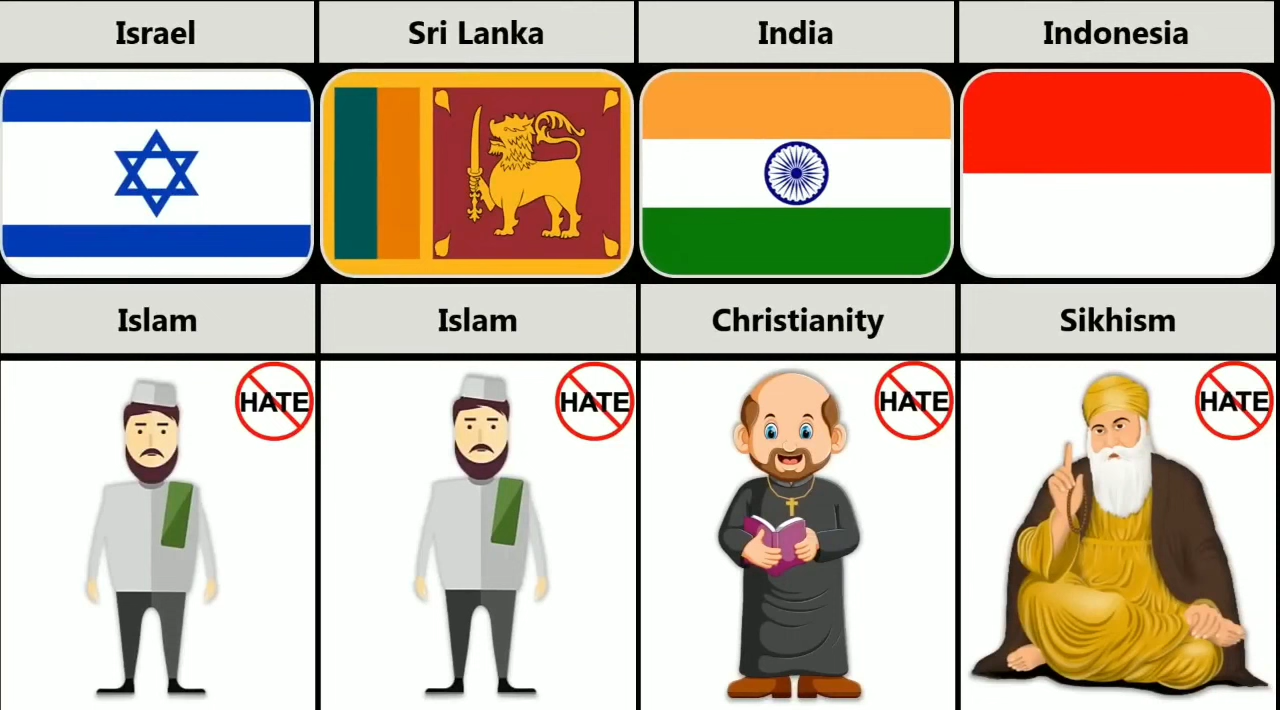 Israel
Sri Lanka
India
Indonesia
Islam
Islam
Christianity
Sikhism
HATE
HATE
HATE
HATE